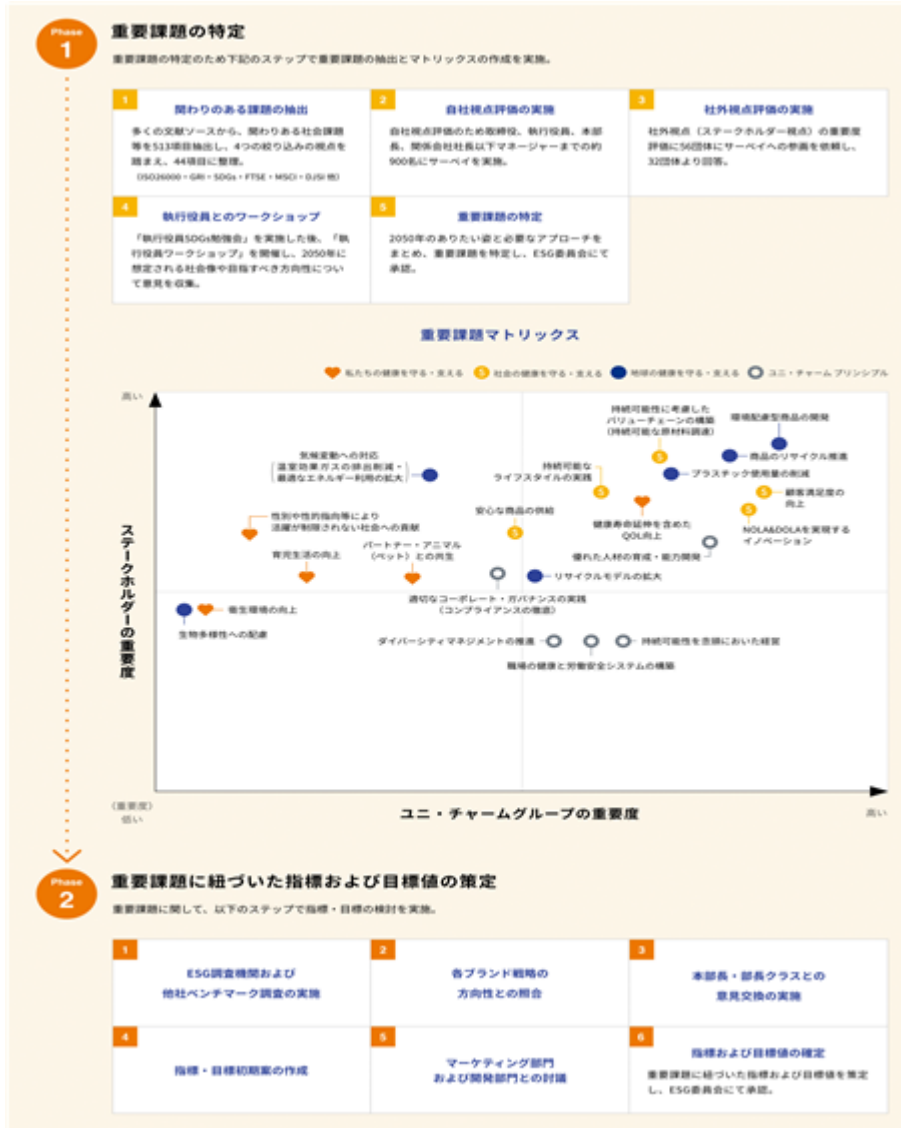 Phase
1
重要課題の特定
重要課題の特定のため下記のステップで重要課題の抽出とマトリックスの作成を実施。
1
関わりのある課題の抽出
多くの文献ソースから、関わりある社会課題
等を513項目抽出し、4つの絞り込みの視点を
踏まえ、44項目に整理。
（ISO26000・GRI・SDGs・FTSE・MSCI・DJSI 他）
2
自社視点評価の実施
自社視点評価のため取締役、執行役員、本部
長、関係会社社長以下マネージャーまでの約
900名にサーベイを実施。
3
社外視点評価の実施
社外視点（ステークホルダー視点）の重要度
評価に56団体にサーベイへの参画を依頼し、
32団体より回答。
4
執行役員とのワークショップ
「執行役員SDGs勉強会」を実施した後、「執
行役員ワークショップ」を開催し、2050年に
想定される社会像や目指すべき方向性につい
て意見を収集。
5
重要課題の特定
2050年のありたい姿と必要なアプローチを
まとめ、重要課題を特定し、ESG委員会にて
承認。
重要課題マトリックス
私たちの健康を守る・支える
S 社会の健康を守る・支える
地球の健康を守る・支える
ユニ・チャーム プリンシプル
高い
ステークホルダーの重要度
持続可能性に考慮した
バリューチェーンの構築
（持続可能な原材料調達）
環境配慮型商品の開発
商品のリサイクル推進
プラスチック使用量の削減
気候変動への対応
温室効果ガスの排出削減・
最適なエネルギー利用の拡大
持続可能な
ライフスタイルの実践
顧客満足度の
向上
NOLA&DOLAを実現する
イノベーション
健康寿命延伸を含めた
QOL向上
安心な商品の供給
性別や性的指向等により
活躍が制限されない社会への貢献
優れた人材の育成・能力開発
育児生活の向上
パートナー・アニマル
（ペット）との共生
リサイクルモデルの拡大
適切なコーポレート・ガバナンスの実践
（コンプライアンスの徹底）
衛生環境の向上
生物多様性への配慮
ダイバーシティマネジメントの推進
持続可能性を念頭においた経営
職場の健康と労働安全システムの構築
（重要度）
低い
ユニ・チャームグループの重要度
高い
Phase
2
重要課題に紐づいた指標および目標値の策定
重要課題に関して、以下のステップで指標・目標の検討を実施。
1
ESG調査機関および
他社ベンチマーク調査の実施
2
各ブランド戦略の
方向性との照合
3
本部長・部長クラスとの
意見交換の実施
4
指標・目標初期案の作成
5
マーケティング部門
および開発部門との討議
6
指標および目標値の確定
重要課題に紐づいた指標および目標値を策定
し、ESG委員会にて承認。